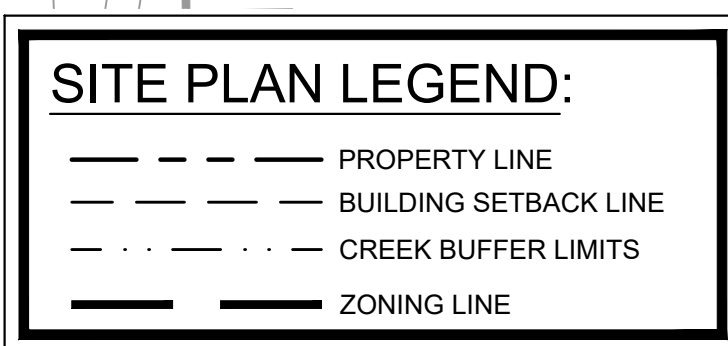 SITE PLAN LEGEND:
PROPERTY LINE
BUILDING SETBACK LINE
CREEK BUFFER LIMITS
ZONING LINE